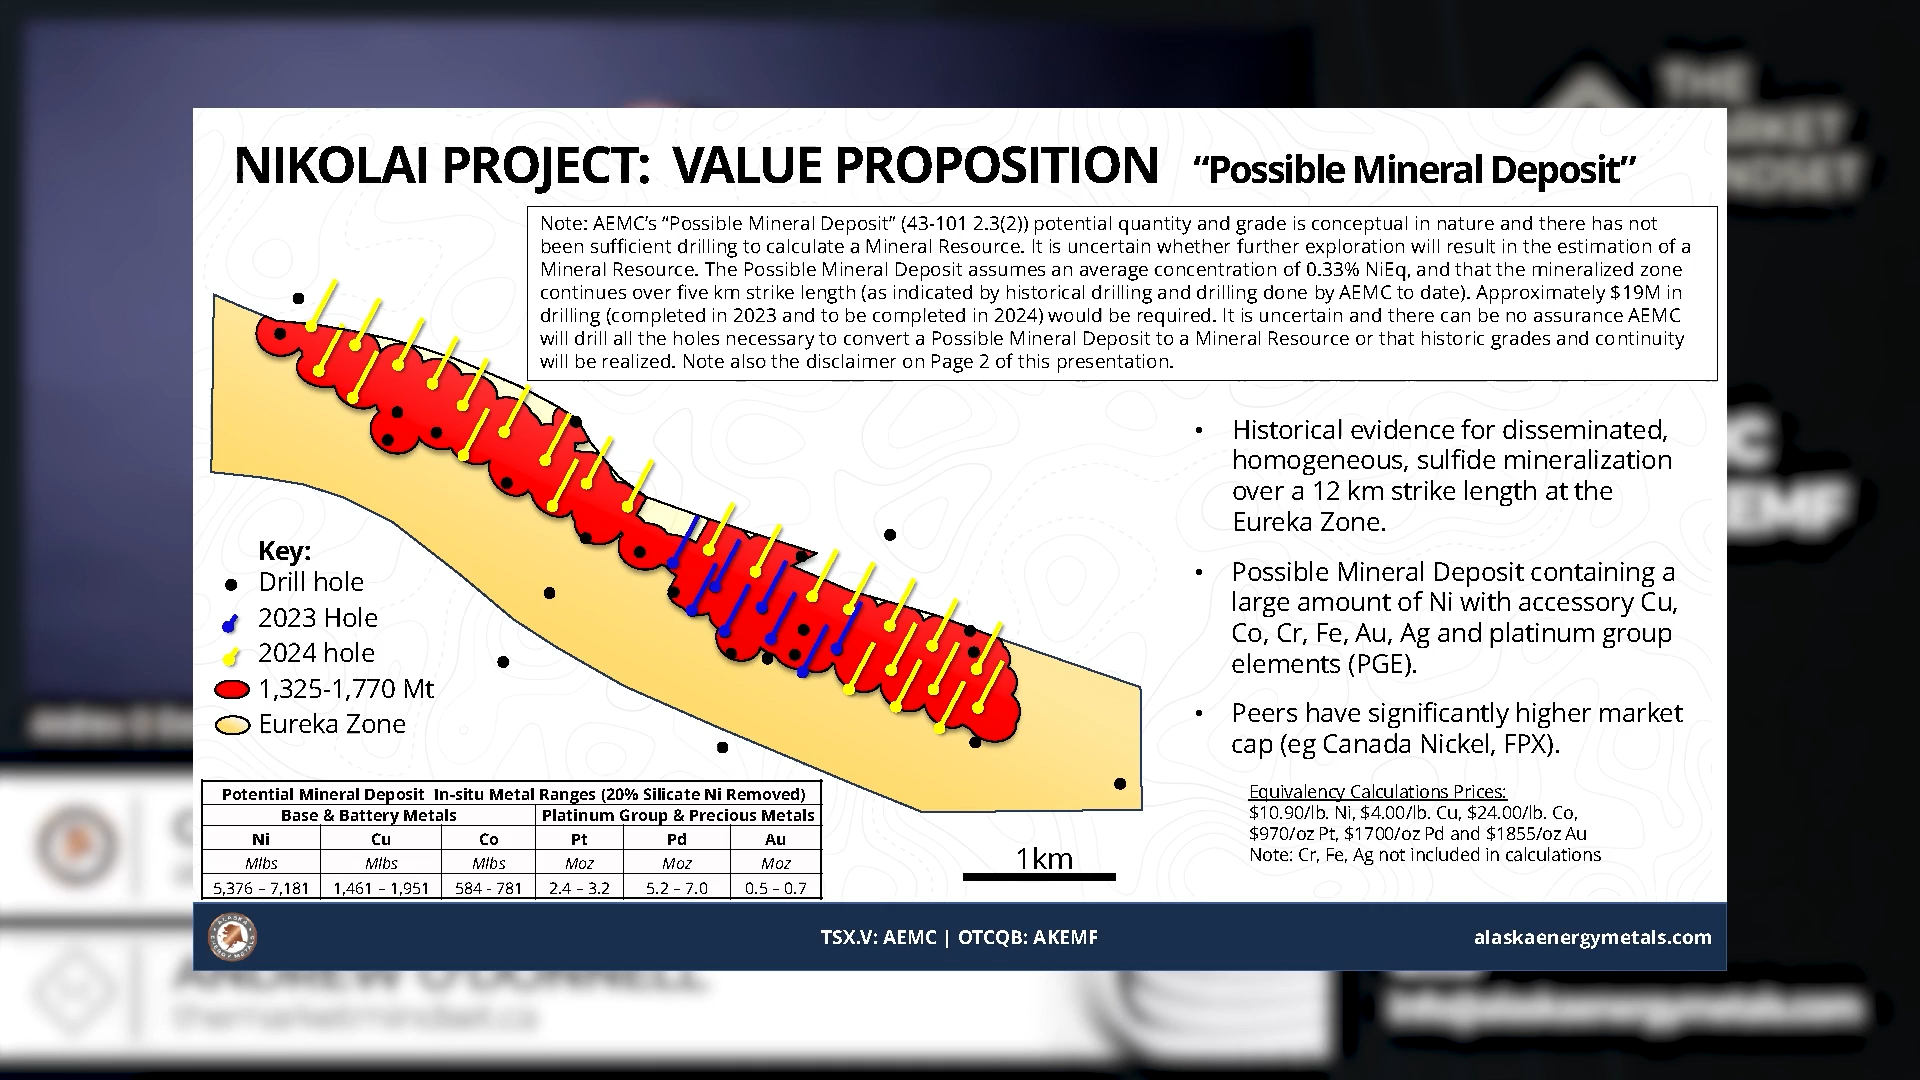 NIKOLAI PROJECT: VALUE PROPOSITION “Possible Mineral Deposit”
Note: AEMC’s “Possible Mineral Deposit” (43-101 2.3(2)) potential quantity and grade is conceptual in nature and there has not
been sufficient drilling to calculate a Mineral Resource. It is uncertain whether further exploration will result in the estimation of a
Mineral Resource. The Possible Mineral Deposit assumes an average concentration of 0.33% NiEq, and that the mineralized zone
continues over five km strike length (as indicated by historical drilling and drilling done by AEMC to date). Approximately $19M in
drilling (completed in 2023 and to be completed in 2024) would be required. It is uncertain and there can be no assurance AEMC
will drill all the holes necessary to convert a Possible Mineral Deposit to a Mineral Resource or that historic grades and continuity
will be realized. Note also the disclaimer on Page 2 of this presentation.
• Historical evidence for disseminated,
homogeneous, sulfide mineralization
over a 12 km strike length at the
Eureka Zone.
• Possible Mineral Deposit containing a
large amount of Ni with accessory Cu,
Co, Cr, Fe, Au, Ag and platinum group
elements (PGE).
• Peers have significantly higher market
cap (eg Canada Nickel, FPX).
Equivalency Calculations Prices:
$10.90/lb. Ni, $4.00/lb. Cu, $24.00/lb. Co,
$970/oz Pt, $1700/oz Pd and $1855/oz Au
Note: Cr, Fe, Ag not included in calculations
Key:
Drill hole
2023 Hole
2024 hole
1,325-1,770 Mt
Eureka Zone
1km
Potential Mineral Deposit In-situ Metal Ranges (20% Silicate Ni Removed)
Base & Battery Metals Platinum Group & Precious Metals
Ni Cu Co Pt Pd Au
Mlbs Mlbs Mlbs Moz Moz Moz
5,376 – 7,181 1,461 – 1,951 584 - 781 2.4 – 3.2 5.2 – 7.0 0.5 – 0.7
TSX.V: AEMC | OTCQB: AKEMF
alaskaenergymetals.com
THE
ANDREW O'DONNELL
themarketmindset.ca
info@alaskaenergymetals.com